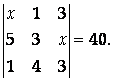 |x 1 3|
|5 3 x| = 40.
|1 4 3|